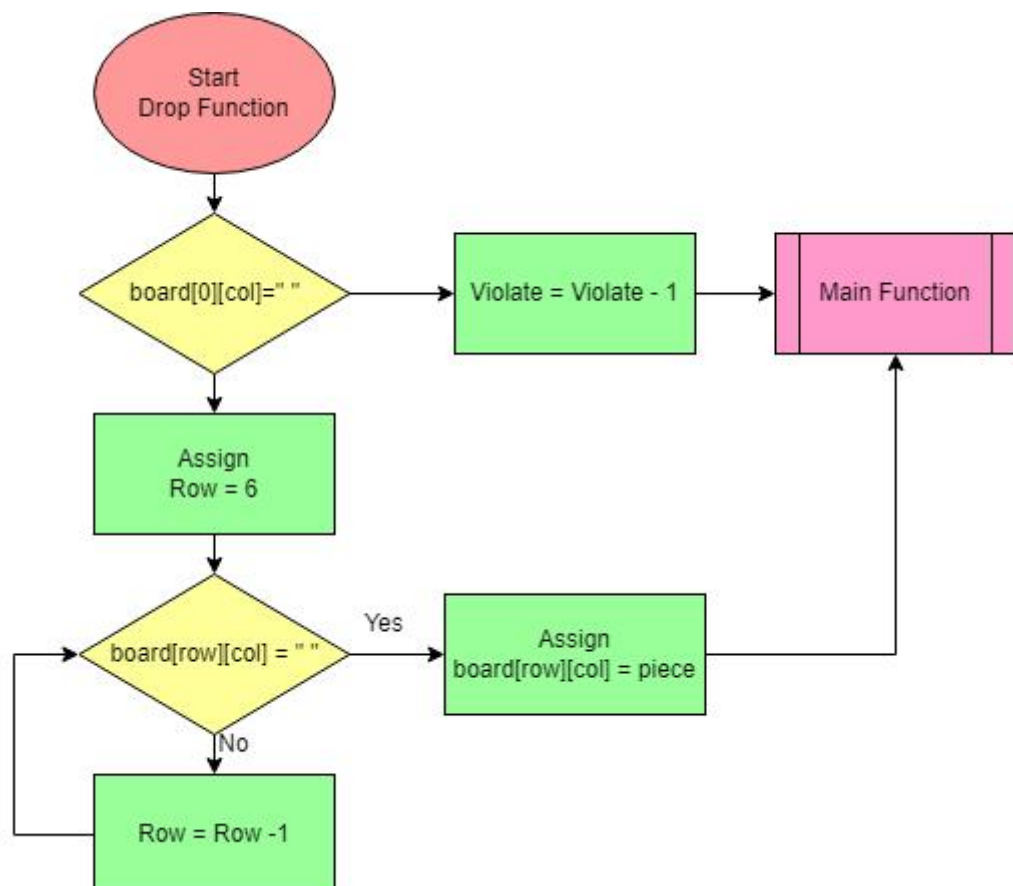 Start
Drop Function
board[0][col]=" "
Violate = Violate - 1
Main Function
Assign
Row = 6
board[row][col] = " "
Yes
Assign
board[row][col] = piece
No
Row = Row -1